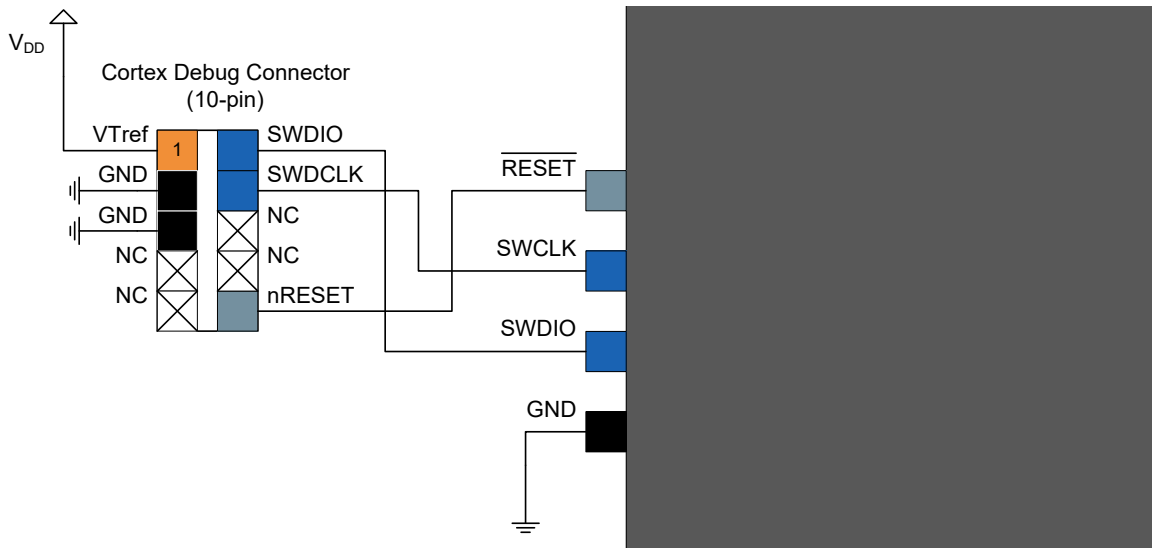 VDD
Cortex Debug Connector
(10-pin)
VTref
1
SWDIO
GND
SWDCLK
GND
NC
NC
NC
NC
nRESET
RESET
SWCLK
SWDIO
GND